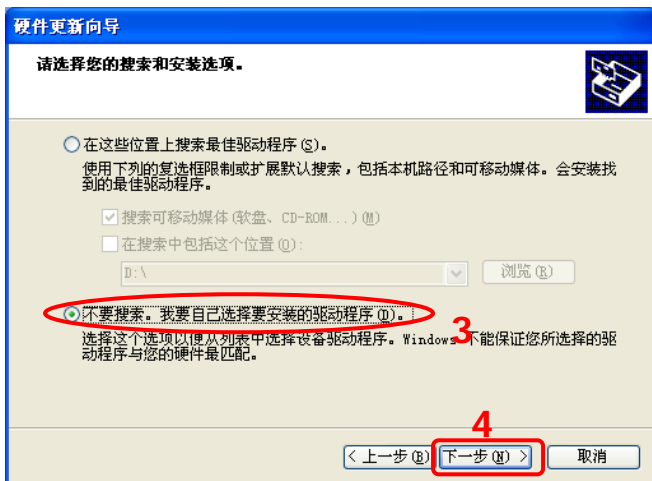 硬件更新向导
请选择您的搜索和安装选项。
在这些位置上搜索最佳驱动程序(S)。
使用下列的复选框限制或扩展默认搜索，包括本机路径和可移动媒体。会安装找
到的最佳驱动程序。
搜索可移动媒体(软盘、CD-ROM...)(M)
在搜索中包括这个位置(O):
D:\
浏览(R)
不要搜索。我要自己选择要安装的驱动程序(D)。
3
选择这个选项以便从列表中选择设备驱动程序。Windows 不能保证您所选择的驱
动程序与您的硬件最匹配。
4
< 上一步(B)
下一步(N) >
取消